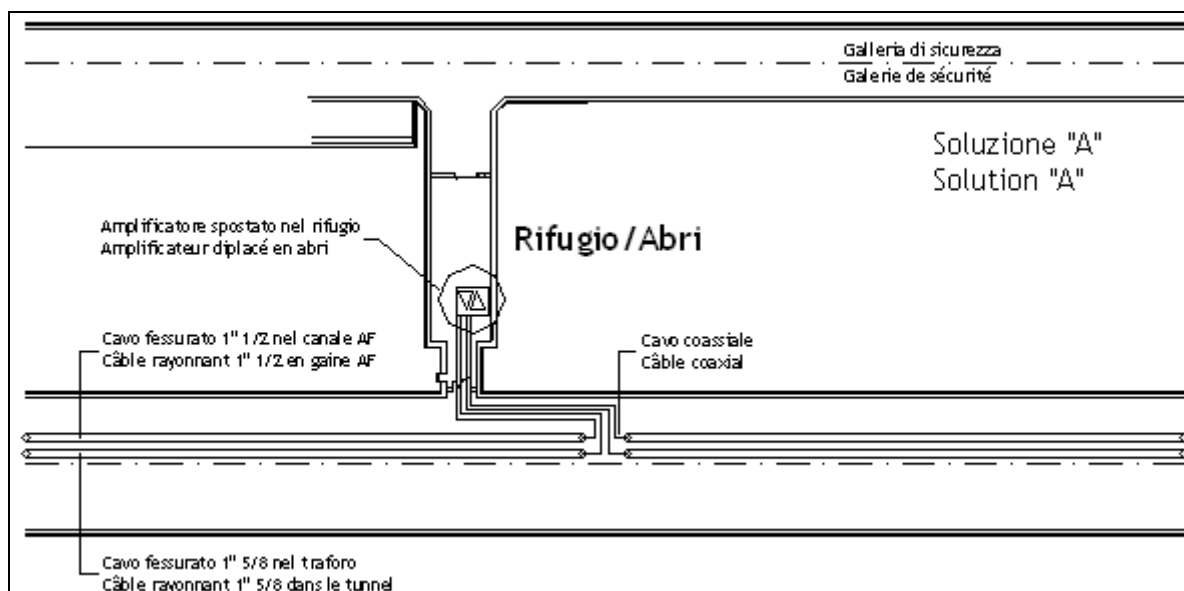 Galleria di sicurezza
Galerie de sécurité
Soluzione "A"
Solution "A"
Amplificatore spostato nel rifugio
Amplificateur diplacé en abri
Rifugio/Abri
Cavo fessurato 1" 1/2 nel canale AF
Câble rayonnant 1" 1/2 en gaine AF
Cavo coassiale
Câble coaxial
Cavo fessurato 1" 5/8 nel traforo
Câble rayonnant 1" 5/8 dans le tunnel